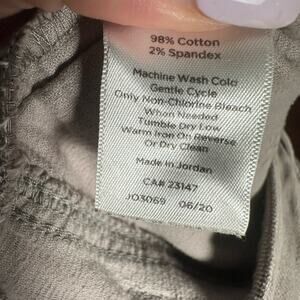 98% Cotton
2% Spandex
Machine Wash Cold
Gentle Cycle
Only Non-Chlorine Bleach
When Needed
Tumble Dry Low
Warm Iron On Reverse
Or Dry Clean
Made in Jordan
CA# 23147
JO3069 06/20